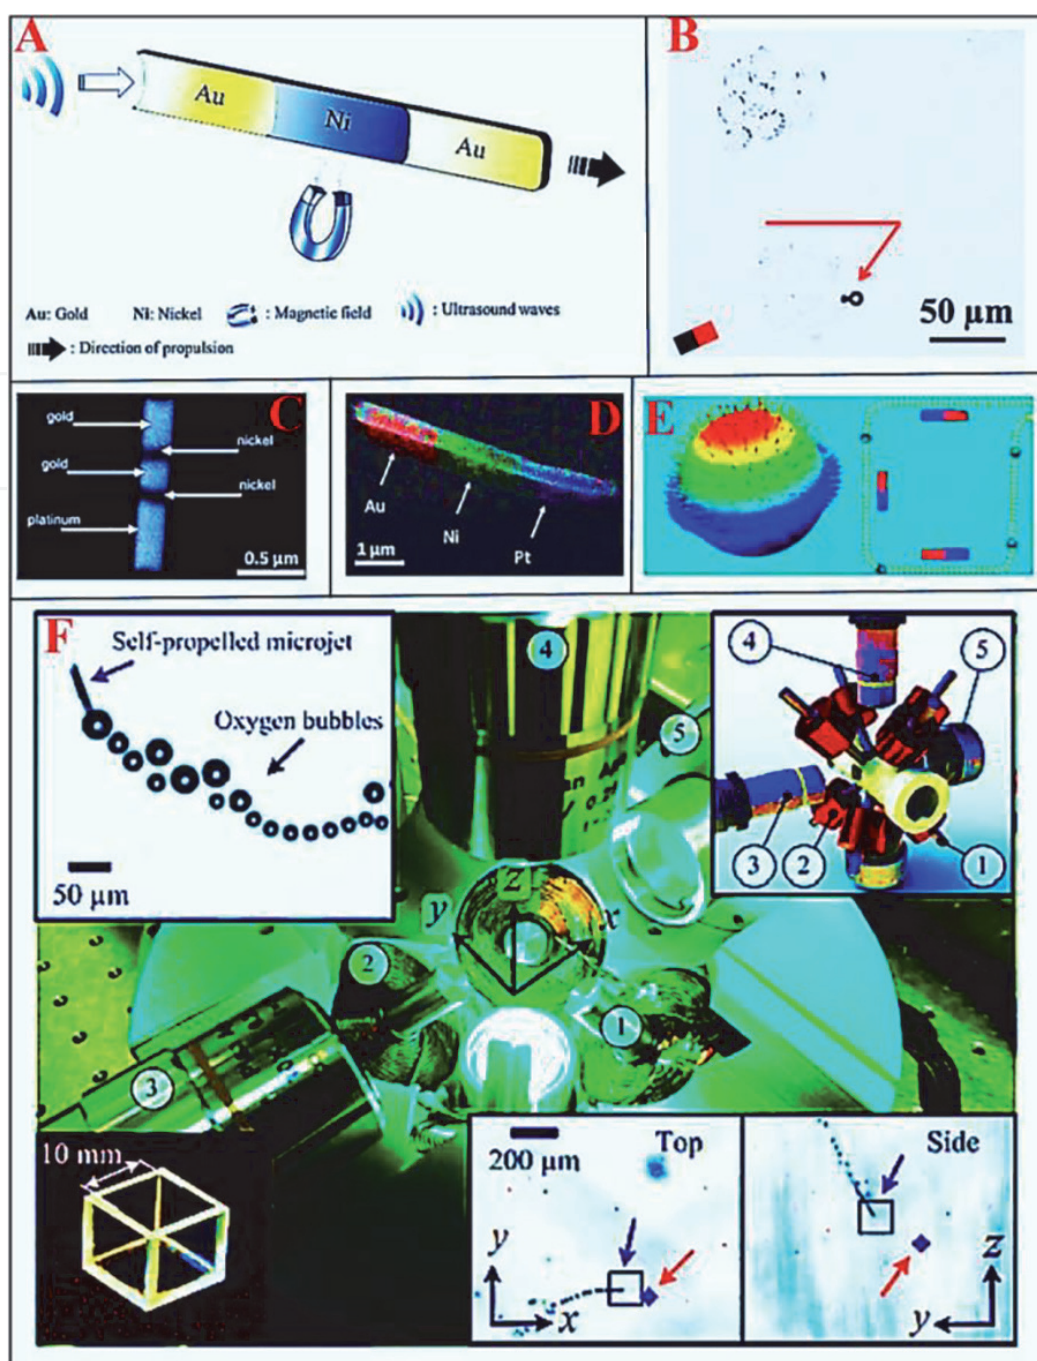 A
Au
Ni
Au
Au: Gold
Ni: Nickel
: Magnetic field
: Ultrasound waves
: Direction of propulsion
B
50 µm
C
gold
nickel
gold
nickel
platinum
0.5 µm
D
Au
Ni
Pt
1 µm
E
F
Self-propelled microjet
Oxygen bubbles
50 µm
4
5
z
y
x
2
1
3
4
5
3
2
1
10 mm
200 µm
Top
y
x
Side
z
y